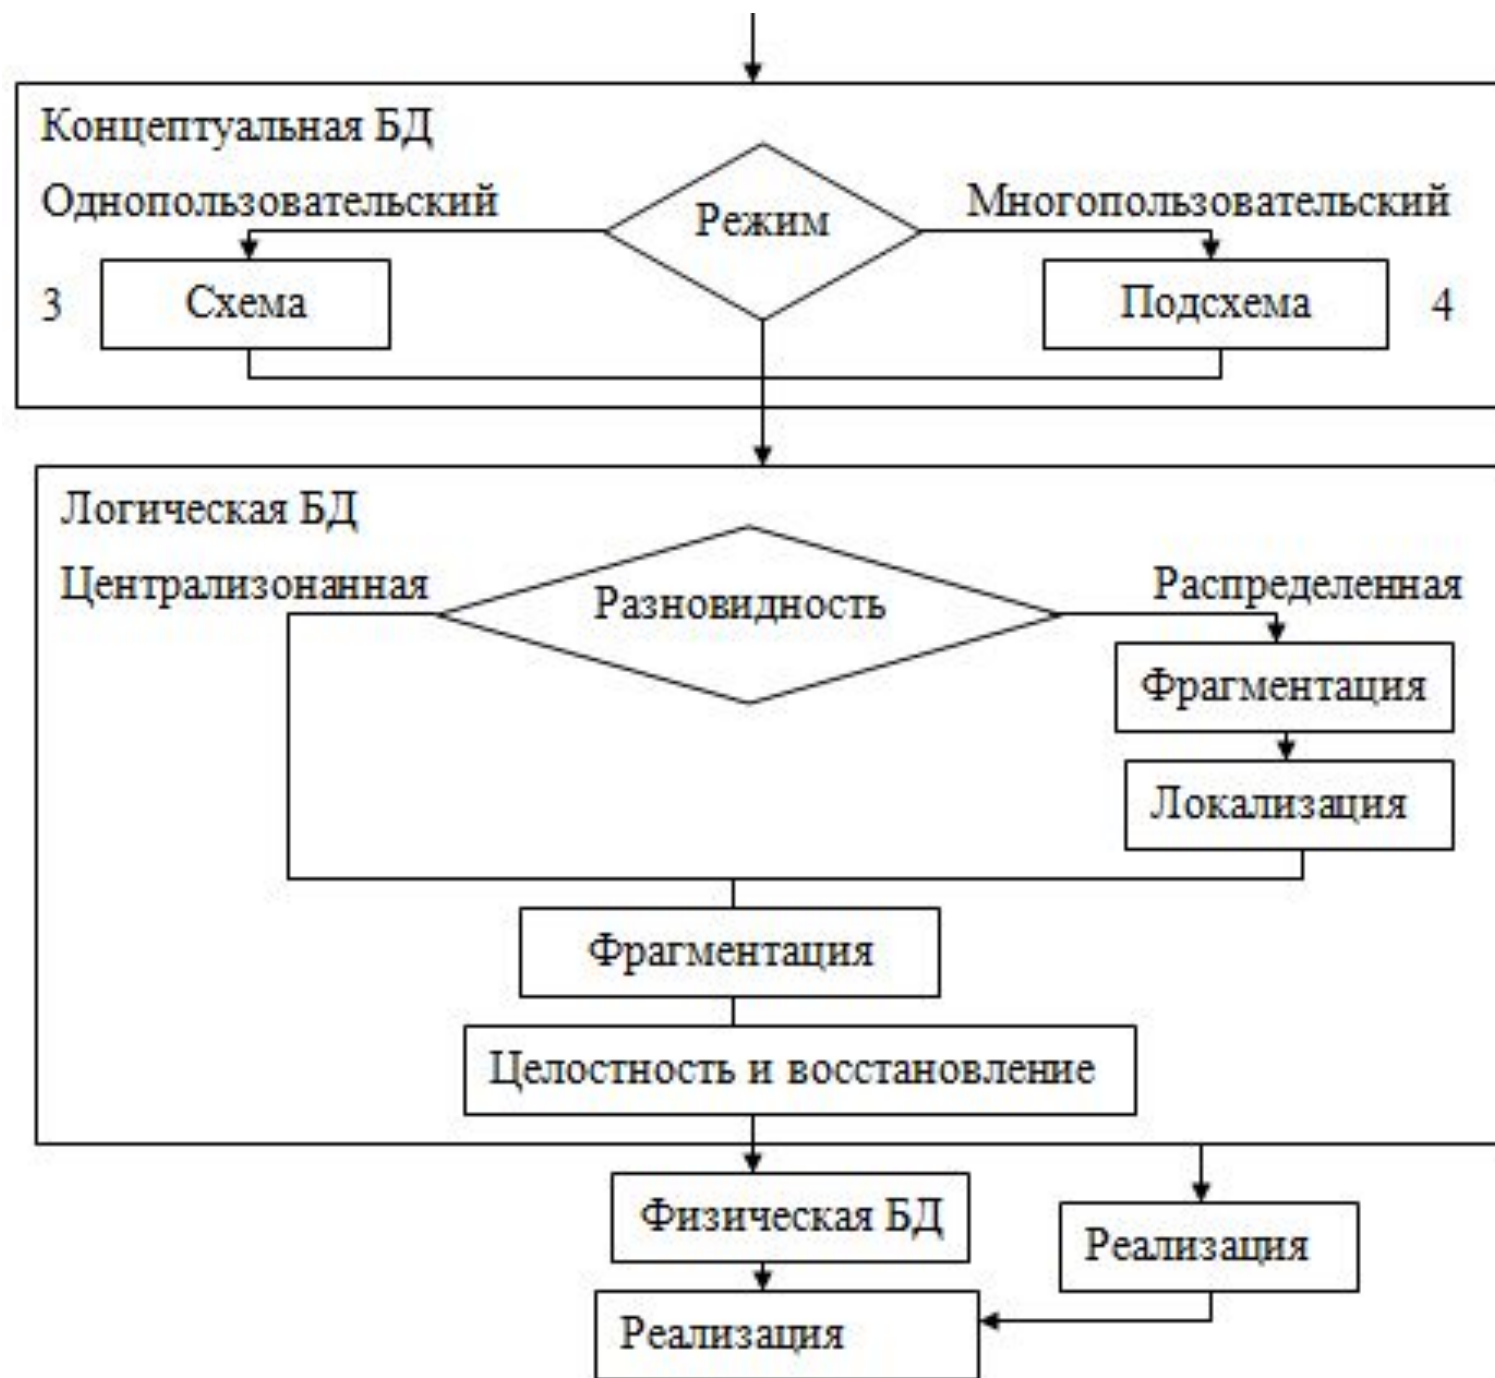 Концептуальная БД
Однопользовательский
Режим
Многопользовательский
3
Схема
Подсхема
4
Логическая БД
Централизонанная
Разновидность
Распределенная
Фрагментация
Локализация
Фрагментация
Целостность и восстановление
Физическая БД
Реализация
Реализация